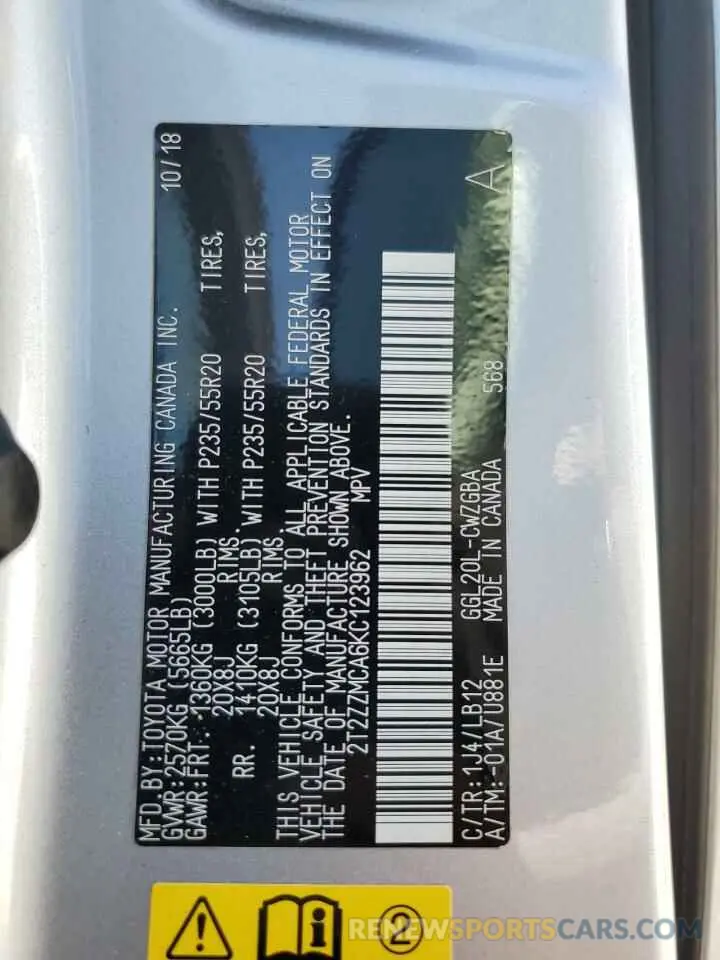 MFD.BY:TOYOTA MOTOR MANUFACTURING CANADA INC. 10/18
GVWR:2570KG (5665LB)
GAWR:FRT. 1360KG (3000LB) WITH P235/55R20 TIRES,
20X8J RIMS.
RR. 1410KG (3105LB) WITH P235/55R20 TIRES,
20X8J RIMS.
THIS VEHICLE CONFORMS TO ALL APPLICABLE FEDERAL MOTOR
VEHICLE SAFETY AND THEFT PREVENTION STANDARDS IN EFFECT ON
THE DATE OF MANUFACTURE SHOWN ABOVE.
2T2ZZMCA6KC123962 MPV
C/TR:1J4/LB12 GGL20L-CWZGBA A
A/TM:-01A/U881E MADE IN CANADA 568
2
RENEWSPORTSCARS.COM